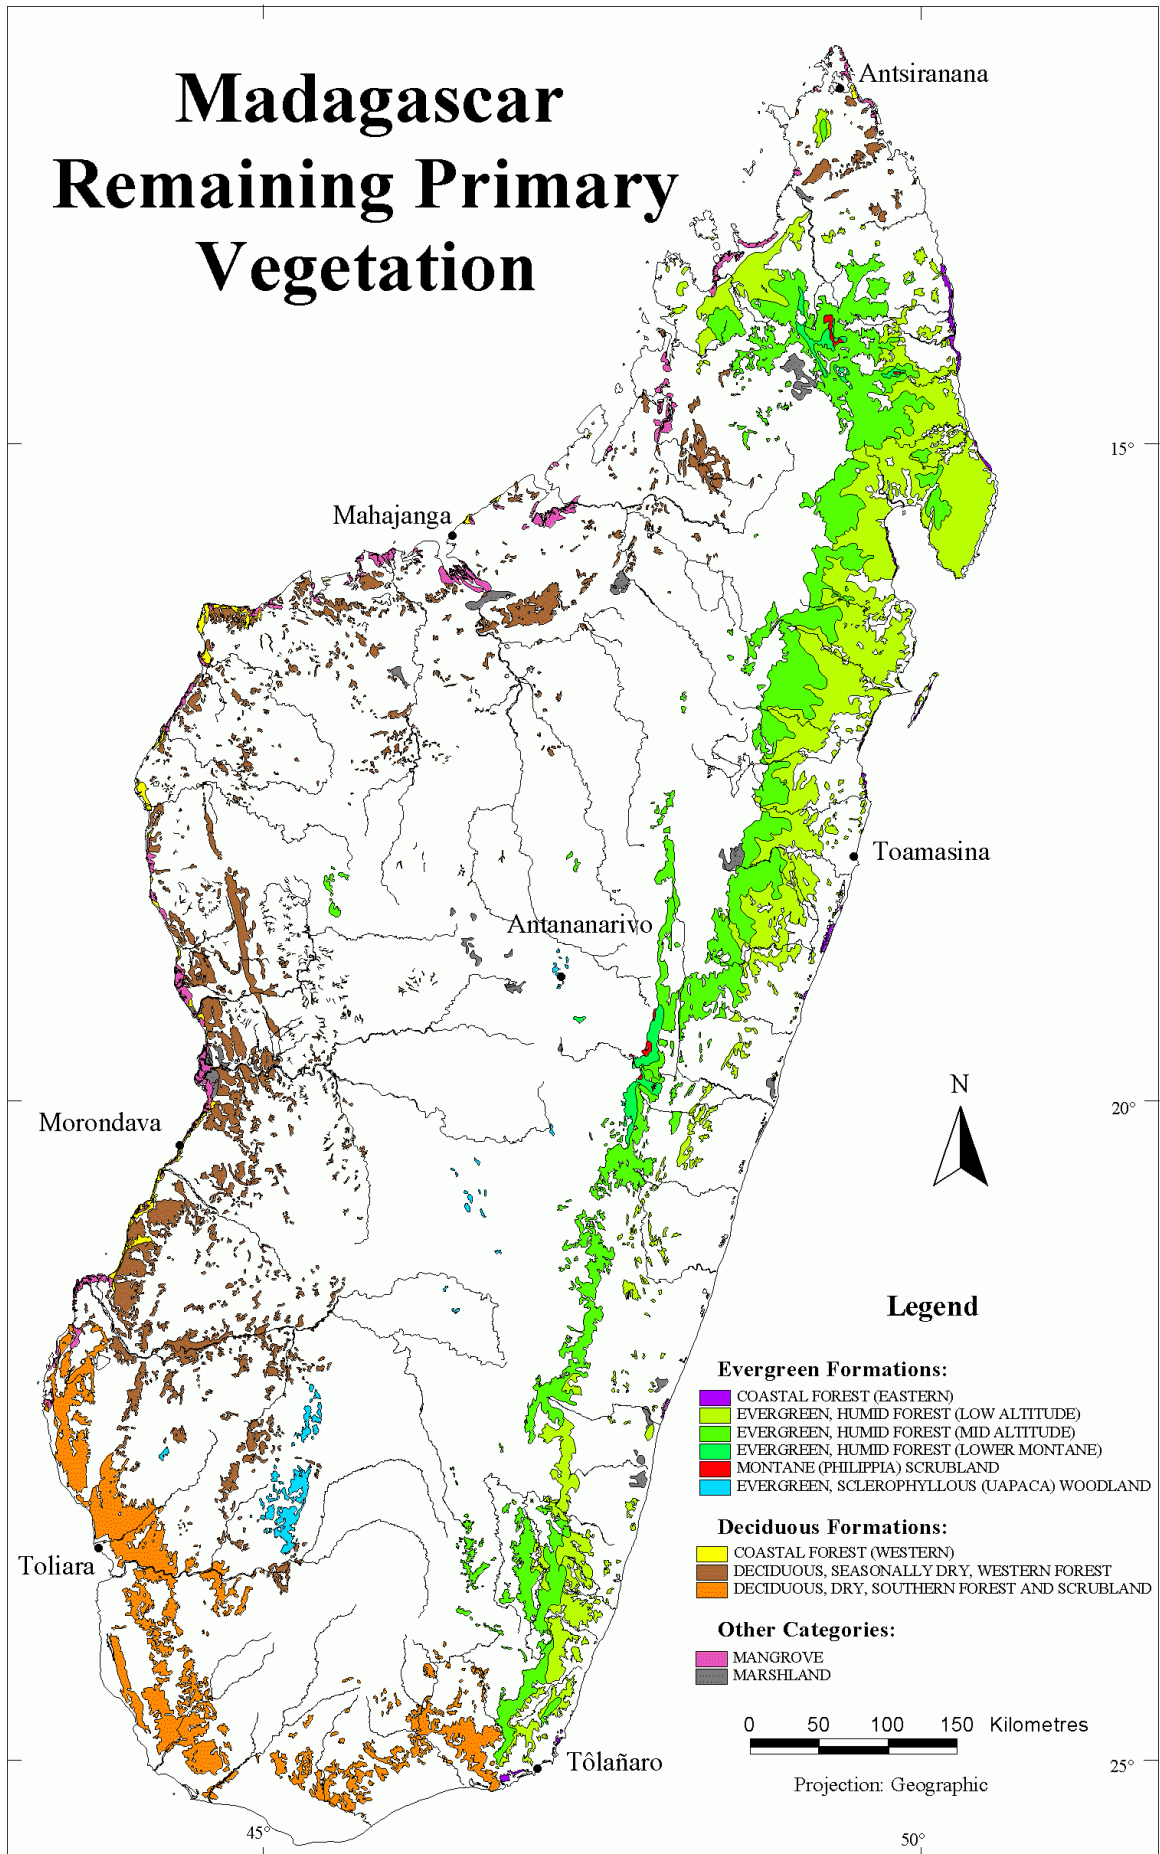 Madagascar
Remaining Primary
Vegetation
Antsiranana
15°
Mahajanga
Toamasina
Antananarivo
N
20°
Morondava
Legend
Evergreen Formations:
COASTAL FOREST (EASTERN)
EVERGREEN, HUMID FOREST (LOW ALTITUDE)
EVERGREEN, HUMID FOREST (MID ALTITUDE)
EVERGREEN, HUMID FOREST (LOWER MONTANE)
MONTANE (PHILIPPIA) SCRUBLAND
EVERGREEN, SCLEROPHYLLOUS (UAPACA) WOODLAND
Deciduous Formations:
COASTAL FOREST (WESTERN)
DECIDUOUS, SEASONALLY DRY, WESTERN FOREST
DECIDUOUS, DRY, SOUTHERN FOREST AND SCRUBLAND
Toliara
Other Categories:
MANGROVE
MARSHLAND
0 50 100 150 Kilometres
Tôlañaro
Projection: Geographic
25°
45°
50°